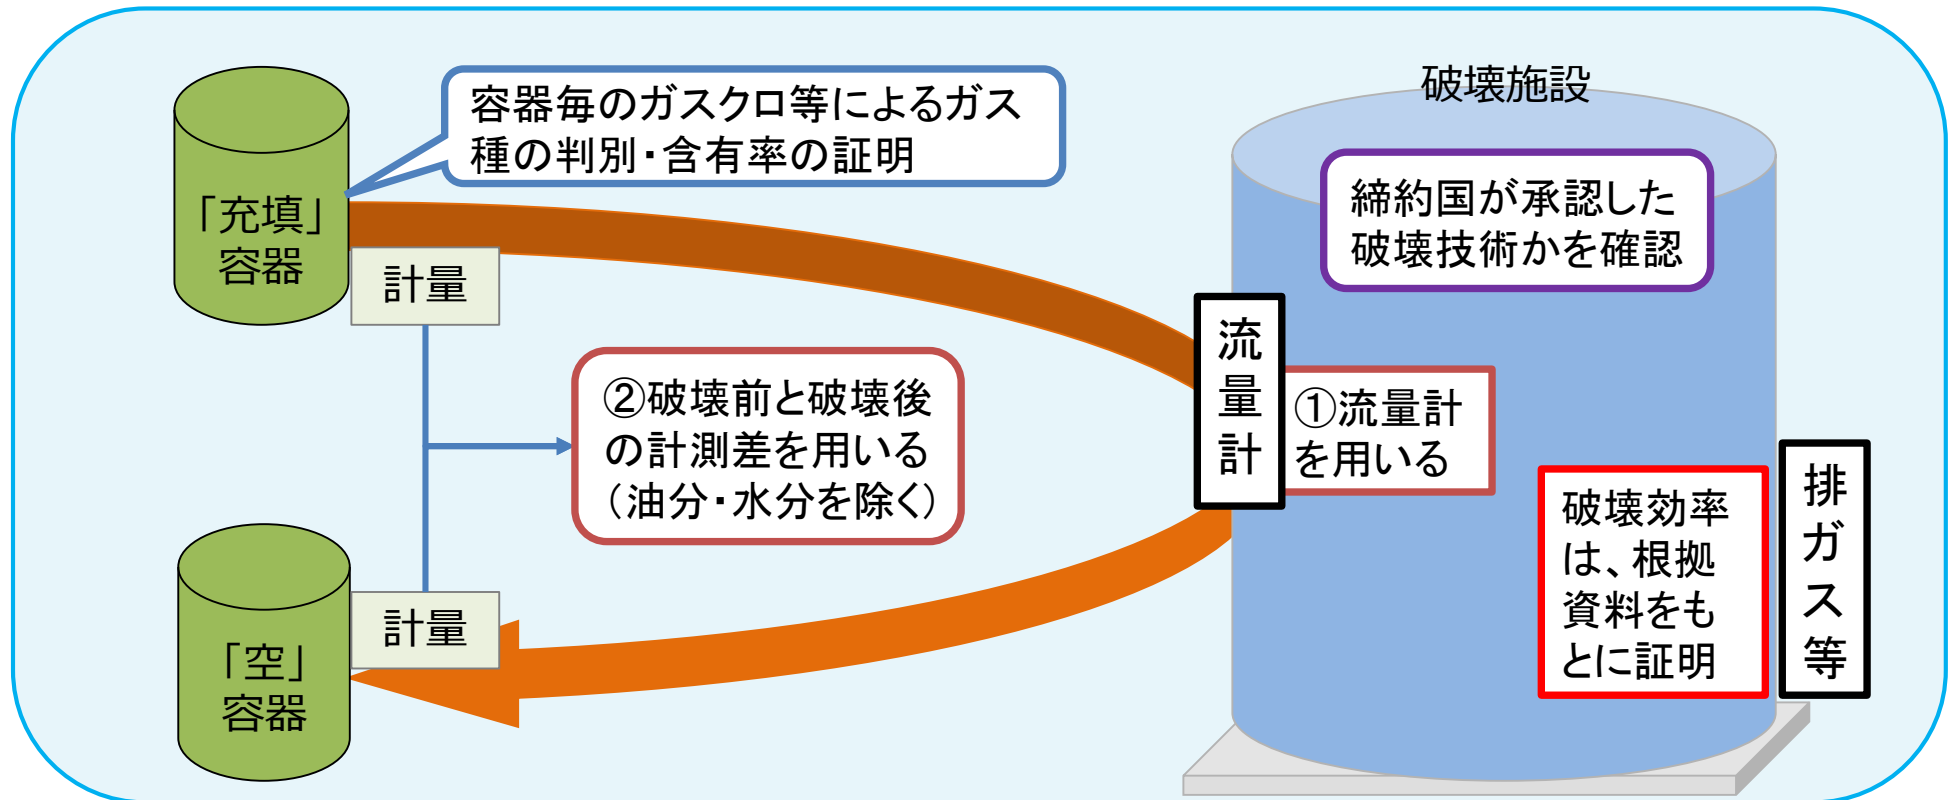 容器毎のガスクロ等によるガス
種の判別・含有率の証明
「充填」
容器
計量
破壊施設
締約国が承認した
破壊技術かを確認
流量計
①流量計
を用いる
②破壊前と破壊後
の計測差を用いる
（油分・水分を除く）
破壊効率
は、根拠
資料をも
とに証明
排ガス等
計量
「空」
容器